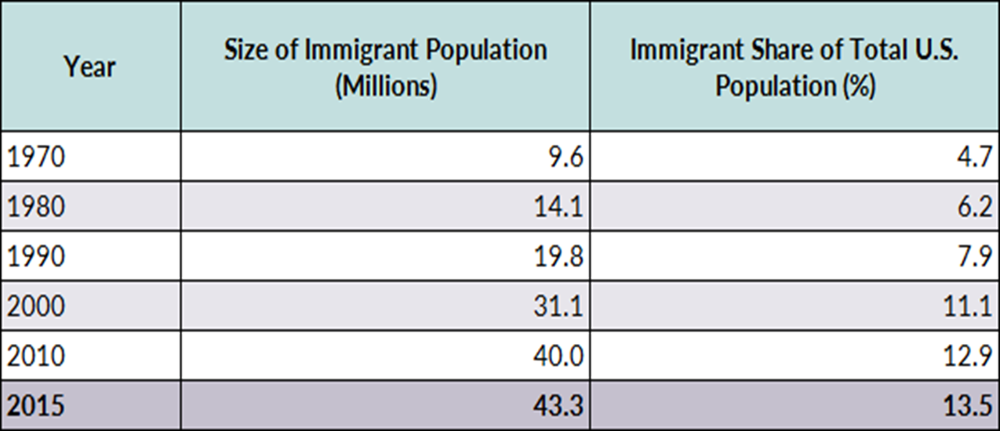 Year
Size of Immigrant Population
(Millions)
Immigrant Share of Total U.S.
Population (%)
1970 9.6 4.7
1980 14.1 6.2
1990 19.8 7.9
2000 31.1 11.1
2010 40.0 12.9
2015 43.3 13.5